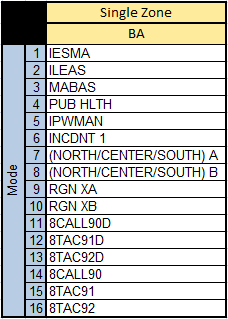 Single Zone
BA
Mode
1 IESMA
2 ILEAS
3 MABAS
4 PUB HLTH
5 IPWMAN
6 INCDNT 1
7 (NORTH/CENTER/SOUTH) A
8 (NORTH/CENTER/SOUTH) B
9 RGN XA
10 RGN XB
11 8CALL90D
12 8TAC91D
13 8TAC92D
14 8CALL90
15 8TAC91
16 8TAC92